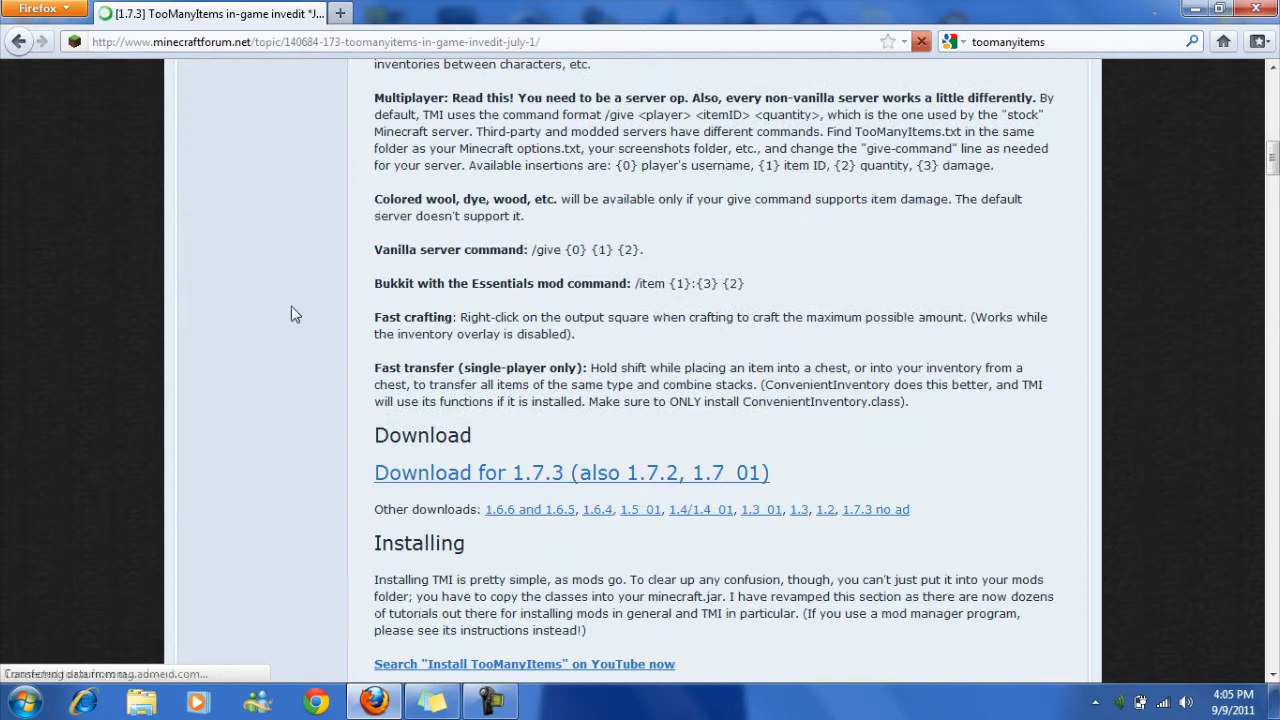 Firefox
[1.7.3] TooManyItems in-game invedit *J...
http://www.minecraftforum.net/topic/140684-173-toomanyitems-in-game-invedit-july-1/
toomanyitems
inventories between characters, etc.
Multiplayer: Read this! You need to be a server op. Also, every non-vanilla server works a little differently. By
default, TMI uses the command format /give <player> <itemID> <quantity>, which is the one used by the "stock"
Minecraft server. Third-party and modded servers have different commands. Find TooManyItems.txt in the same
folder as your Minecraft options.txt, your screenshots folder, etc., and change the "give-command" line as needed
for your server. Available insertions are: {0} player's username, {1} item ID, {2} quantity, {3} damage.
Colored wool, dye, wood, etc. will be available only if your give command supports item damage. The default
server doesn't support it.
Vanilla server command: /give {0} {1} {2}.
Bukkit with the Essentials mod command: /item {1}:{3} {2}
Fast crafting: Right-click on the output square when crafting to craft the maximum possible amount. (Works while
the inventory overlay is disabled).
Fast transfer (single-player only): Hold shift while placing an item into a chest, or into your inventory from a
chest, to transfer all items of the same type and combine stacks. (ConvenientInventory does this better, and TMI
will use its functions if it is installed. Make sure to ONLY install ConvenientInventory.class).
Download
Download for 1.7.3 (also 1.7.2, 1.7_01)
Other downloads: 1.6.6 and 1.6.5, 1.6.4, 1.5_01, 1.4/1.4_01, 1.3_01, 1.3, 1.2, 1.7.3 no ad
Installing
Installing TMI is pretty simple, as mods go. To clear up any confusion, though, you can't just put it into your mods
folder; you have to copy the classes into your minecraft.jar. I have revamped this section as there are now dozens
of tutorials out there for installing mods in general and TMI in particular. (If you use a mod manager program,
please see its instructions instead!)
Search "Install TooManyItems" on YouTube now
4:05 PM
9/9/2011